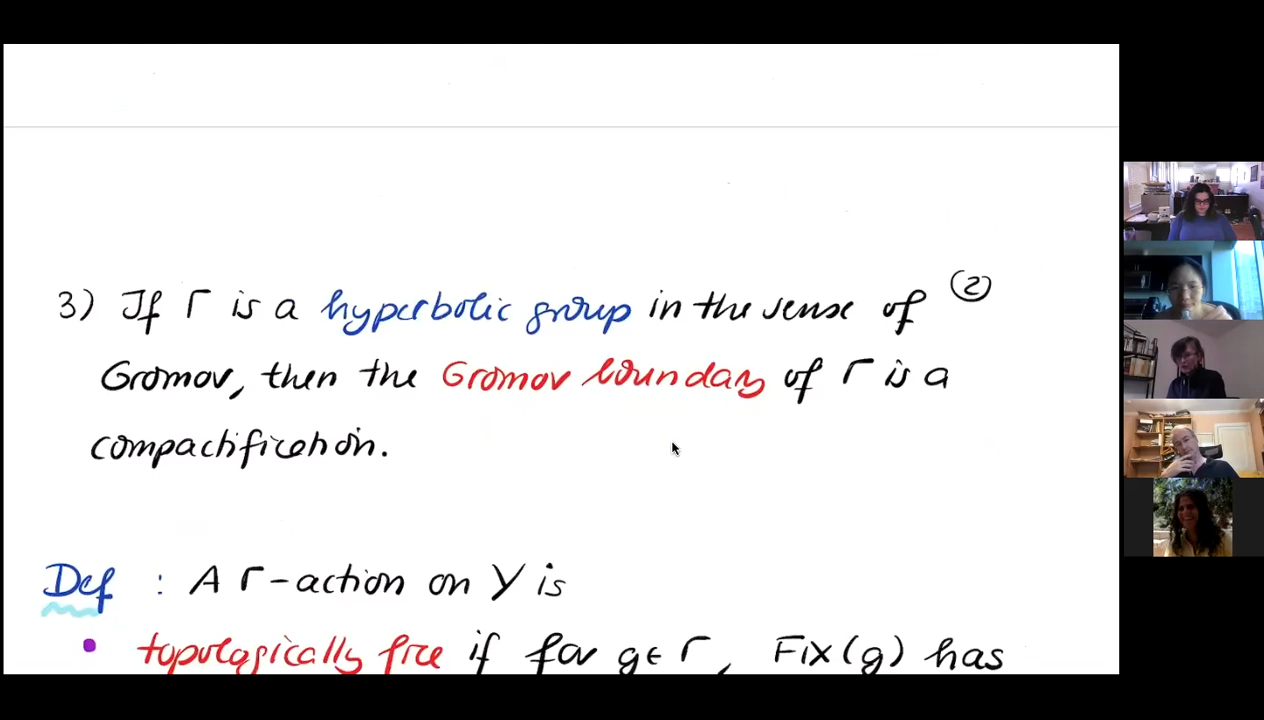 3) If Γ is a hyperbolic group in the sense of (2)
Gromov, then the Gromov boundary of Γ is a
compactification.
Def : A Γ-action on Y is
• topologically free if for g∈Γ, Fix(g) has